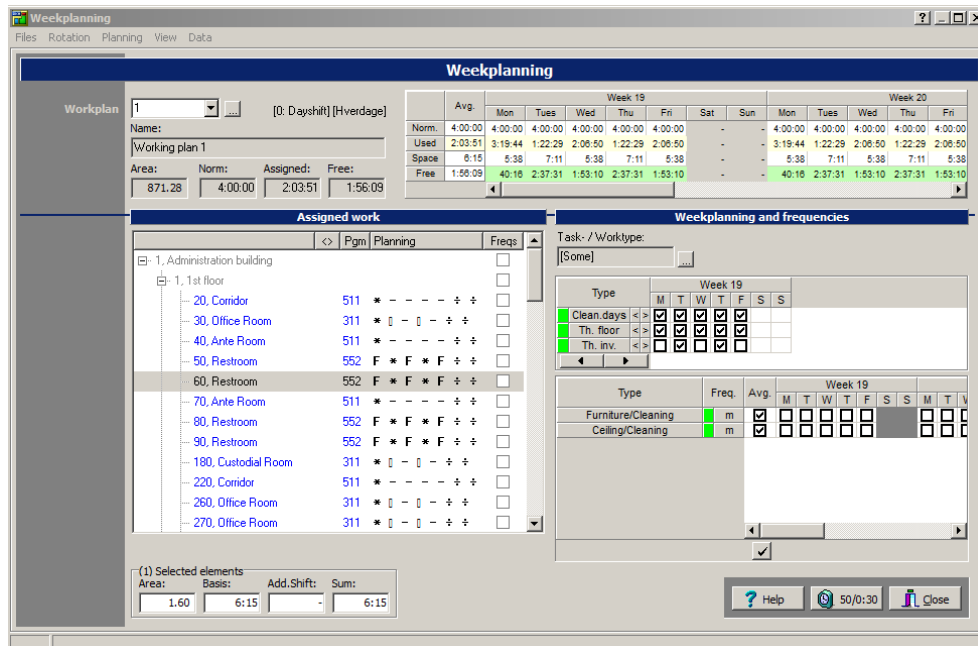 Weekplanning
Files Rotation Planning View Data
Weekplanning
Workplan 1 ... [0: Dayshift] [Hverdage]
Name:
Working plan 1
Area: Norm: Assigned: Free:
871.28 4:00:00 2:03:51 1:56:09
Avg. Week 19 Week 20
Mon Tues Wed Thu Fri Sat Sun Mon Tues Wed Thu Fri
Norm. 4:00:00 4:00:00 4:00:00 4:00:00 4:00:00 4:00:00 - - 4:00:00 4:00:00 4:00:00 4:00:00 4:00:00
Used 2:03:51 3:19:44 1:22:29 2:06:50 1:22:29 2:06:50 - - 3:19:44 1:22:29 2:06:50 1:22:29 2:06:50
Space 6:15 5:38 7:11 5:38 7:11 5:38 - - 5:38 7:11 5:38 7:11 5:38
Free 1:56:09 40:16 2:37:31 1:53:10 2:37:31 1:53:10 - - 40:16 2:37:31 1:53:10 2:37:31 1:53:10
Assigned work
<> Pgm Planning Freqs
1, Administration building
1, 1st floor
20, Corridor 511 * - - - - ÷ ÷
30, Office Room 311 * ▯ - ▯ - ÷ ÷
40, Ante Room 511 * - - - - ÷ ÷
50, Restroom 552 F * F * F ÷ ÷
60, Restroom 552 F * F * F ÷ ÷
70, Ante Room 511 * - - - - ÷ ÷
80, Restroom 552 F * F * F ÷ ÷
90, Restroom 552 F * F * F ÷ ÷
180, Custodial Room 311 * ▯ - ▯ - ÷ ÷
220, Corridor 511 * - - - - ÷ ÷
260, Office Room 311 * ▯ - ▯ - ÷ ÷
270, Office Room 311 * ▯ - ▯ - ÷ ÷
Weekplanning and frequencies
Task- / Worktype:
[Some] ...
Type Week 19
M T W T F S S
Clean.days < >
Th. floor < >
Th. inv. < >
Type Freq. Avg. Week 19
M T W T F S S M T W
Furniture/Cleaning m
Ceiling/Cleaning m
(1) Selected elements
Area: Basis: Add.Shift: Sum:
1.60 6:15 - 6:15
? Help 50/0:30 Close